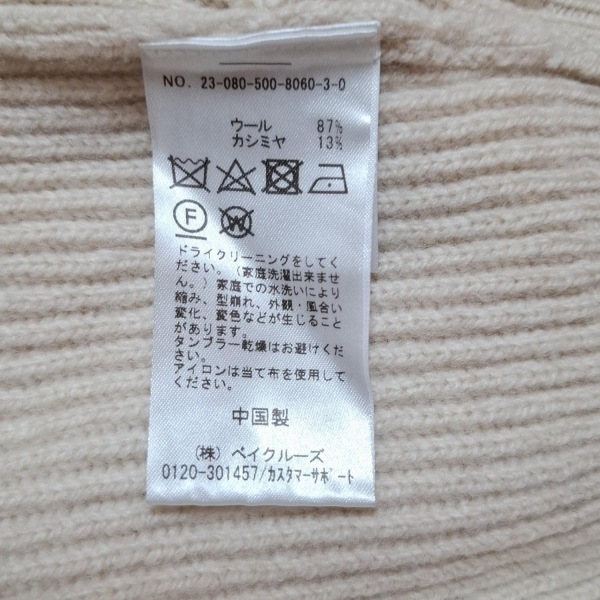 NO. 23-080-500-8060-3-0
ウール 87%
カシミヤ 13%
F
W
ドライクリーニングをしてく
ださい。(家庭洗濯出来ませ
ん。)家庭での水洗いにより
縮み、型崩れ、外観・風合い
変化、変色などが生じること
があります。
タンブラー乾燥はお避けくだ
さい。
アイロンは当て布を使用して
ください。
中国製
(株) ベイクルーズ
0120-301457/カスタマーサポート